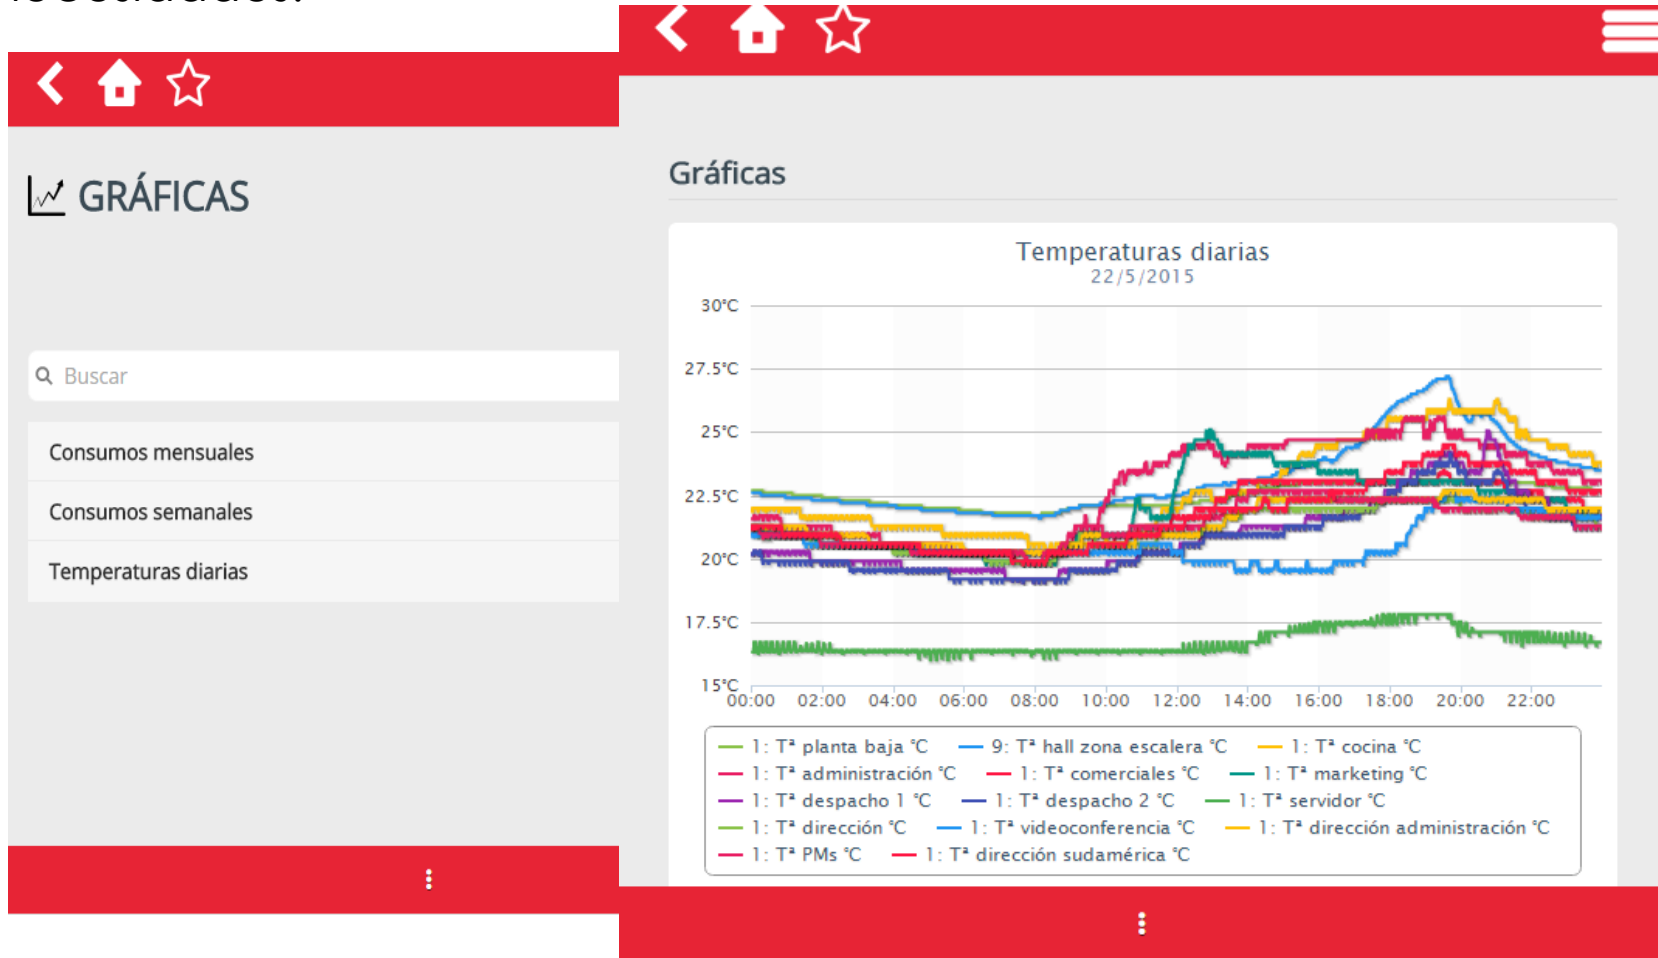 GRÁFICAS
Buscar
Consumos mensuales
Consumos semanales
Temperaturas diarias
Gráficas
Temperaturas diarias
22/5/2015
30°C
27.5°C
25°C
22.5°C
20°C
17.5°C
15°C
00:00 02:00 04:00 06:00 08:00 10:00 12:00 14:00 16:00 18:00 20:00 22:00
1: Tª planta baja °C 9: Tª hall zona escalera °C 1: Tª cocina °C
1: Tª administración °C 1: Tª comerciales °C 1: Tª marketing °C
1: Tª despacho 1 °C 1: Tª despacho 2 °C 1: Tª servidor °C
1: Tª dirección °C 1: Tª videoconferencia °C 1: Tª dirección administración °C
1: Tª PMs °C 1: Tª dirección sudamérica °C